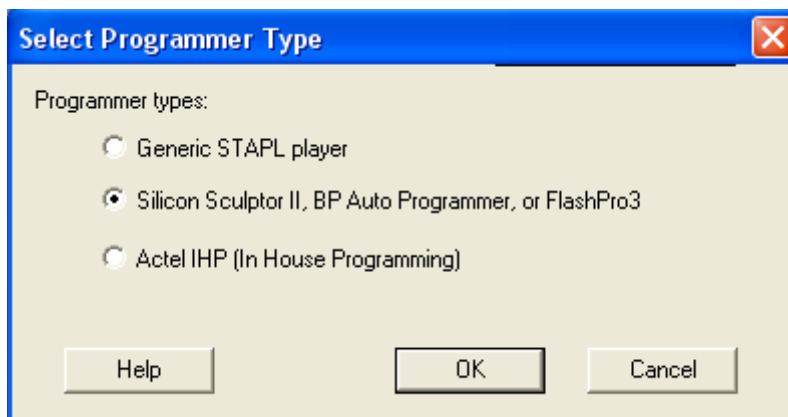 Select Programmer Type
Programmer types:
Generic STAPL player
Silicon Sculptor II, BP Auto Programmer, or FlashPro3
Actel IHP (In House Programming)
Help OK Cancel